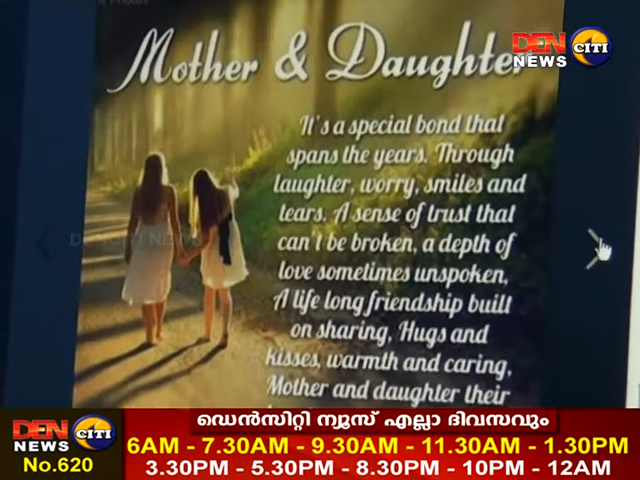 Mother & Daughter
DEN
CITI
NEWS
It's a special bond that
spans the years. Through
laughter, worry, smiles and
tears. A sense of trust that
can't be broken, a depth of
love sometimes unspoken,
A life long friendship built
on sharing, Hugs and
kisses, warmth and caring,
Mother and daughter their
ഡെൻസിറ്റി ന്യൂസ് എല്ലാ ദിവസവും
DEN
CITI
NEWS
No.620
6AM - 7.30AM - 9.30AM - 11.30AM - 1.30PM
3.30PM - 5.30PM - 8.30PM - 10PM - 12AM